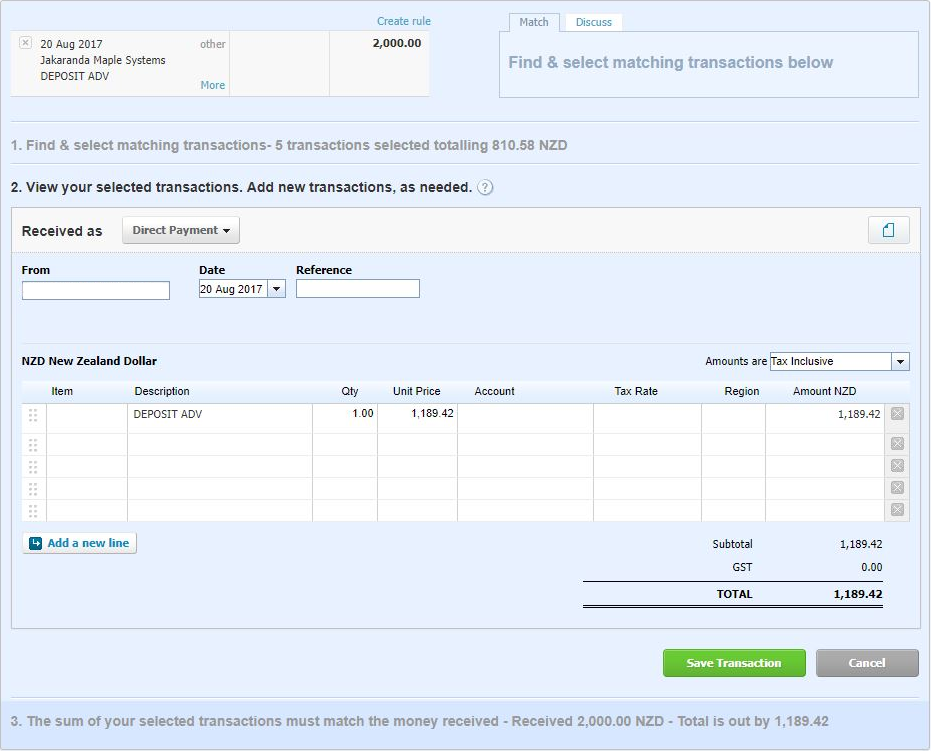 Create rule
20 Aug 2017 other 2,000.00
Jakaranda Maple Systems
DEPOSIT ADV
More
Match Discuss
Find & select matching transactions below
1. Find & select matching transactions- 5 transactions selected totalling 810.58 NZD
2. View your selected transactions. Add new transactions, as needed. ?
Received as Direct Payment
From Date Reference
20 Aug 2017
NZD New Zealand Dollar Amounts are Tax Inclusive
Item Description Qty Unit Price Account Tax Rate Region Amount NZD
DEPOSIT ADV 1.00 1,189.42 1,189.42
Add a new line
Subtotal 1,189.42
GST 0.00
TOTAL 1,189.42
Save Transaction Cancel
3. The sum of your selected transactions must match the money received - Received 2,000.00 NZD - Total is out by 1,189.42